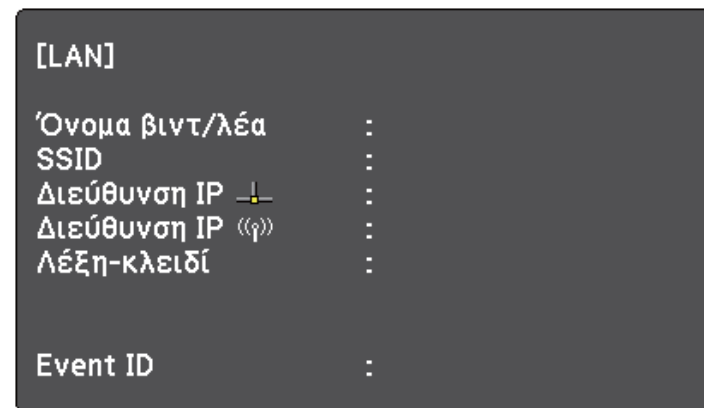 [LAN]
Όνομα βιντ/λέα :
SSID :
Διεύθυνση IP :
Διεύθυνση IP :
Λέξη-κλειδί :
Event ID :